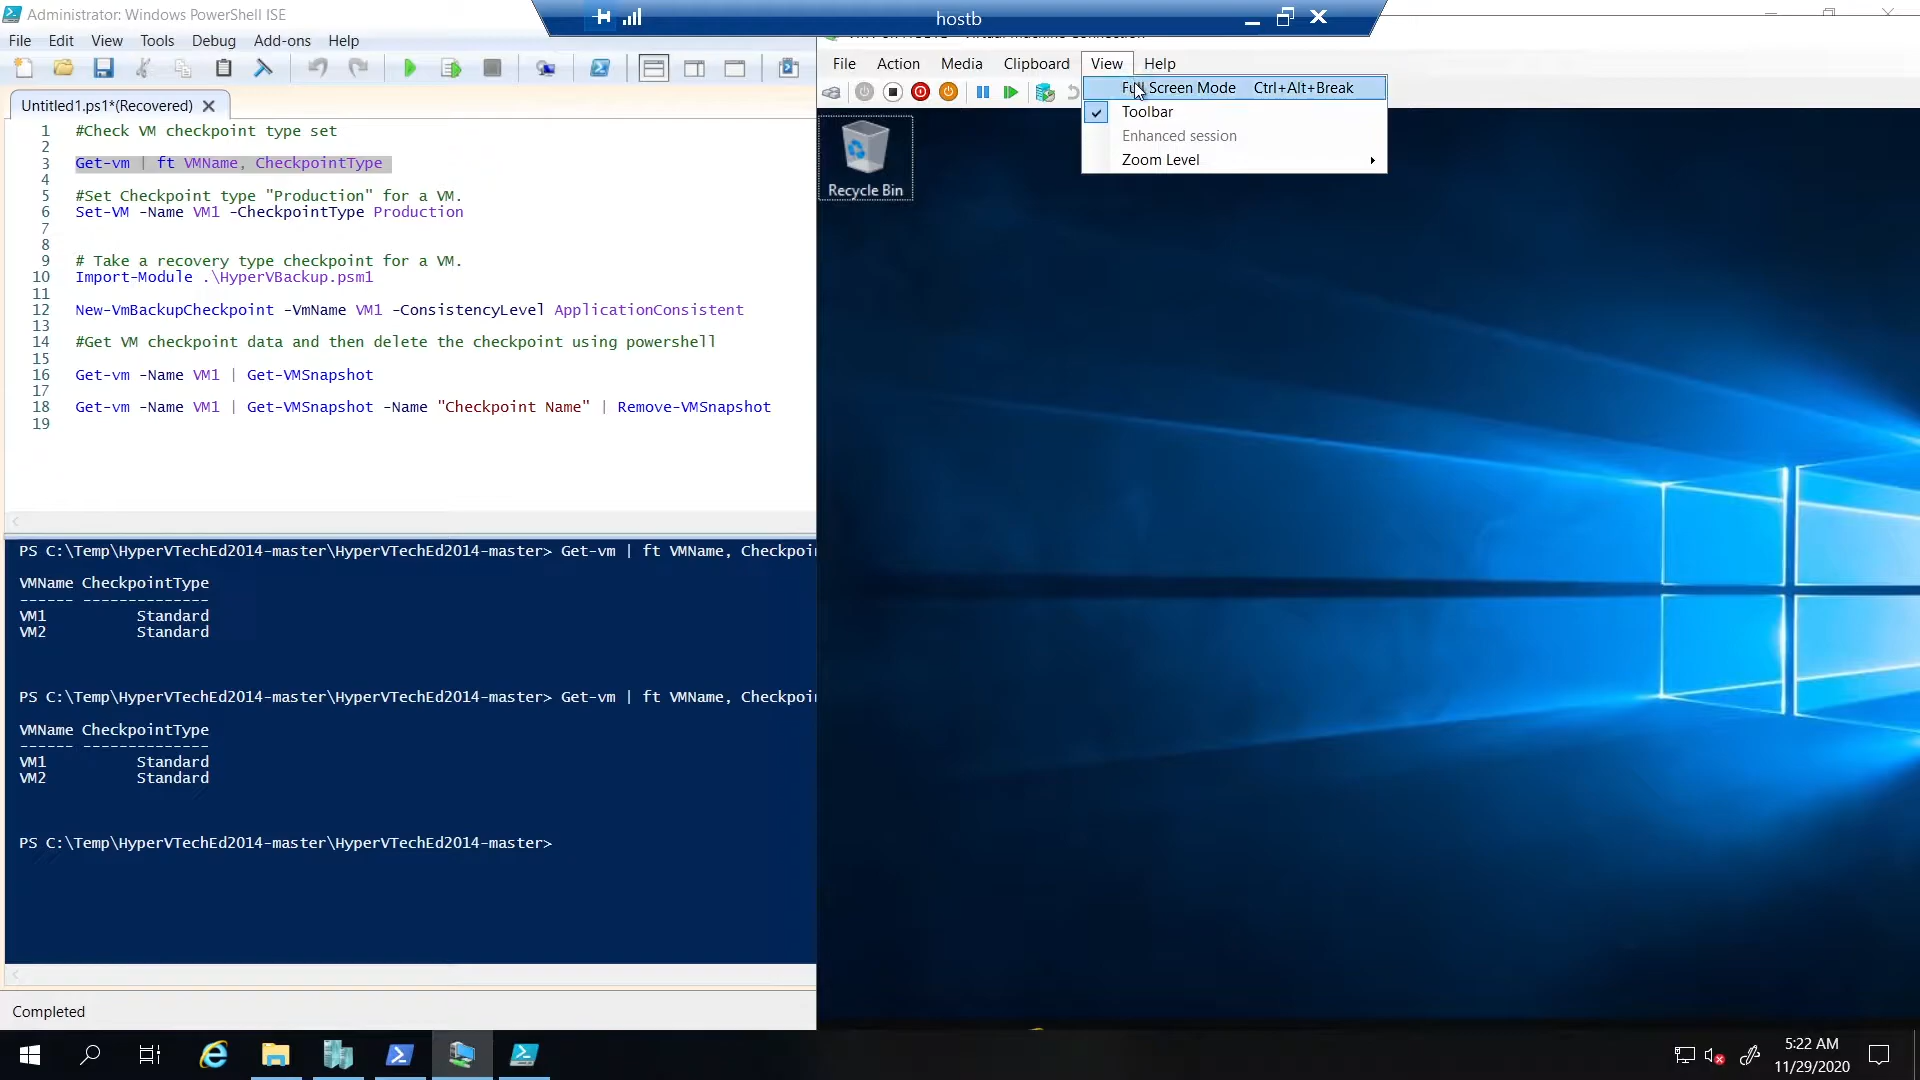 Administrator: Windows PowerShell ISE
hostb
File Edit View Tools Debug Add-ons Help
Untitled1.ps1*(Recovered)
1 #Check VM checkpoint type set
2
3 Get-vm | ft VMName, CheckpointType
4
5 #Set Checkpoint type "Production" for a VM.
6 Set-VM -Name VM1 -CheckpointType Production
7
8
9 # Take a recovery type checkpoint for a VM.
10 Import-Module .\HyperVBackup.psm1
11
12 New-VmBackupCheckpoint -VmName VM1 -ConsistencyLevel ApplicationConsistent
13
14 #Get VM checkpoint data and then delete the checkpoint using powershell
15
16 Get-vm -Name VM1 | Get-VMSnapshot
17
18 Get-vm -Name VM1 | Get-VMSnapshot -Name "Checkpoint Name" | Remove-VMSnapshot
19
PS C:\Temp\HyperVTechEd2014-master\HyperVTechEd2014-master> Get-vm | ft VMName, Checkpoi
VMName CheckpointType
------ --------------
VM1 Standard
VM2 Standard
PS C:\Temp\HyperVTechEd2014-master\HyperVTechEd2014-master> Get-vm | ft VMName, Checkpoi
VMName CheckpointType
------ --------------
VM1 Standard
VM2 Standard
PS C:\Temp\HyperVTechEd2014-master\HyperVTechEd2014-master>
Completed
File Action Media Clipboard View Help
Full Screen Mode Ctrl+Alt+Break
Toolbar
Enhanced session
Zoom Level
Recycle Bin
5:22 AM
11/29/2020